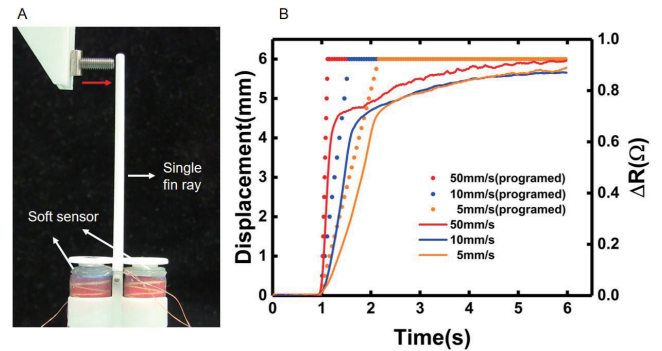 A
Single
fin ray
Soft sensor
B
Displacement(mm)
6
5
4
3
2
1
0
1.0
0.8
0.6
0.4
0.2
0.0
ΔR(Ω)
50mm/s(programed)
10mm/s(programed)
5mm/s(programed)
50mm/s
10mm/s
5mm/s
0 1 2 3 4 5 6
Time(s)